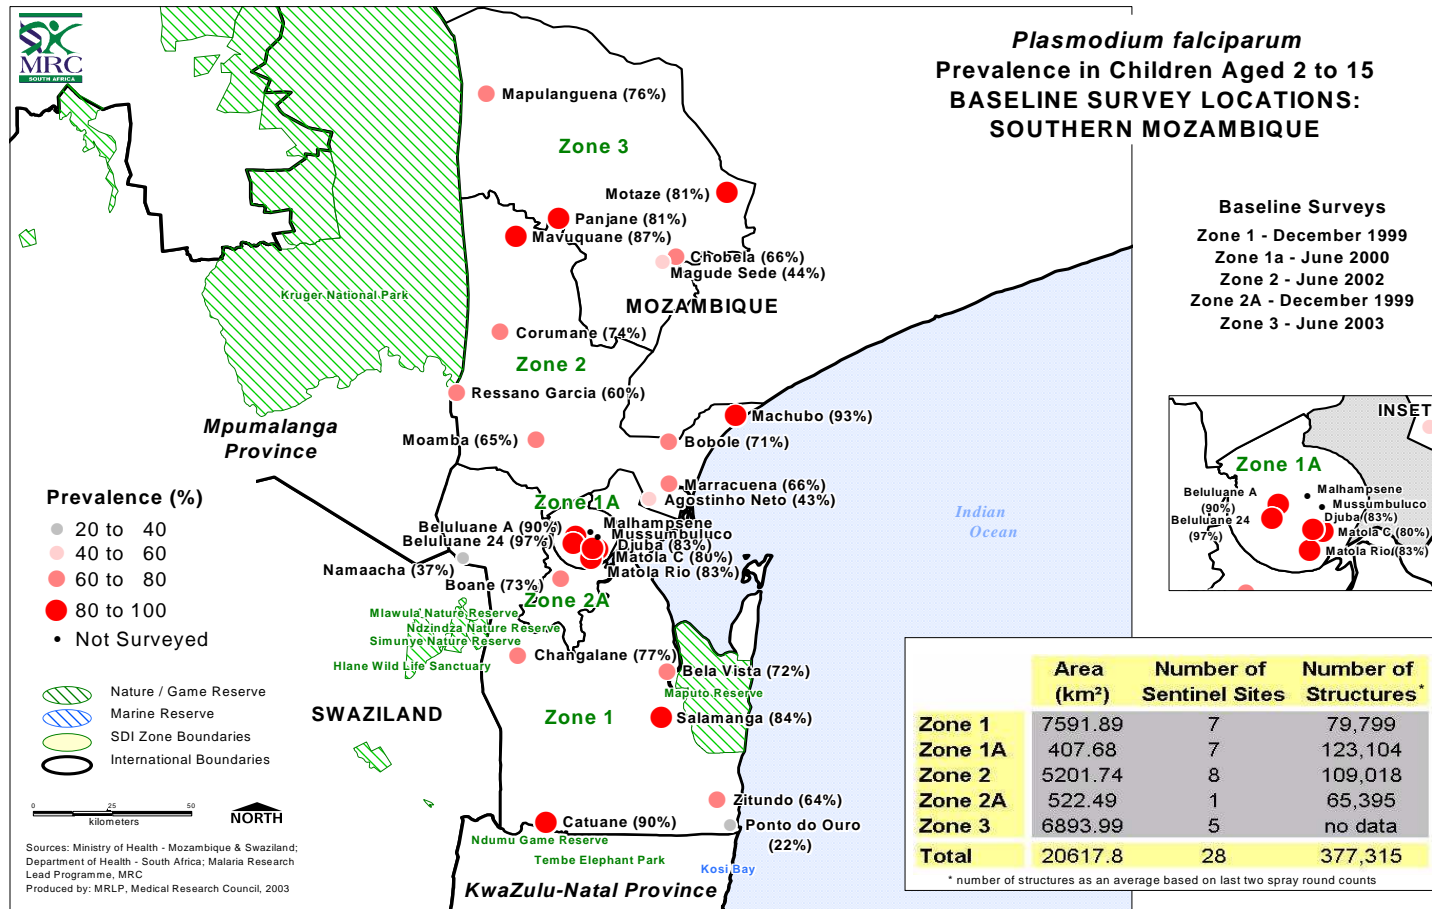 MRC
SOUTH AFRICA
Plasmodium falciparum
Prevalence in Children Aged 2 to 15
BASELINE SURVEY LOCATIONS:
SOUTHERN MOZAMBIQUE
Baseline Surveys
Zone 1 - December 1999
Zone 1a - June 2000
Zone 2 - June 2002
Zone 2A - December 1999
Zone 3 - June 2003
Mapulanguena (76%)
Zone 3
Motaze (81%)
Panjane (81%)
Mavuquane (87%)
Chobela (66%)
Magude Sede (44%)
Kruger National Park
MOZAMBIQUE
Corumane (74%)
Zone 2
Ressano Garcia (60%)
Mpumalanga
Province
Machubo (93%)
Moamba (65%)
Bobole (71%)
Marracuena (66%)
Agostinho Neto (43%)
Zone 1A
Beluluane A (90%)
Malhampsene
Mussumbuluco
Beluluane 24 (97%)
Djuba (83%)
Matola C (80%)
Namaacha (37%)
Matola Rio (83%)
Boane (73%)
Zone 2A
Indian
Ocean
Mlawula Nature Reserve
Ndzindza Nature Reserve
Simunye Nature Reserve
Hlane Wild Life Sanctuary
Changalane (77%)
Bela Vista (72%)
Maputo Reserve
SWAZILAND
Zone 1
Salamanga (84%)
Zitundo (64%)
Catuane (90%)
Ponto do Ouro
(22%)
Ndumu Game Reserve
Tembe Elephant Park
Kosi Bay
KwaZulu-Natal Province
Prevalence (%)
20 to 40
40 to 60
60 to 80
80 to 100
Not Surveyed
Nature / Game Reserve
Marine Reserve
SDI Zone Boundaries
International Boundaries
0 25 50
kilometers
NORTH
Sources: Ministry of Health - Mozambique & Swaziland;
Department of Health - South Africa; Malaria Research
Lead Programme, MRC
Produced by: MRLP, Medical Research Council, 2003
INSET
Zone 1A
Beluluane A
(90%)
Malhampsene
Mussumbuluco
Beluluane 24
(97%)
Djuba (83%)
Matola C (80%)
Matola Rio (83%)
Area Number of Number of
(km²) Sentinel Sites Structures*
Zone 1 7591.89 7 79,799
Zone 1A 407.68 7 123,104
Zone 2 5201.74 8 109,018
Zone 2A 522.49 1 65,395
Zone 3 6893.99 5 no data
Total 20617.8 28 377,315
* number of structures as an average based on last two spray round counts